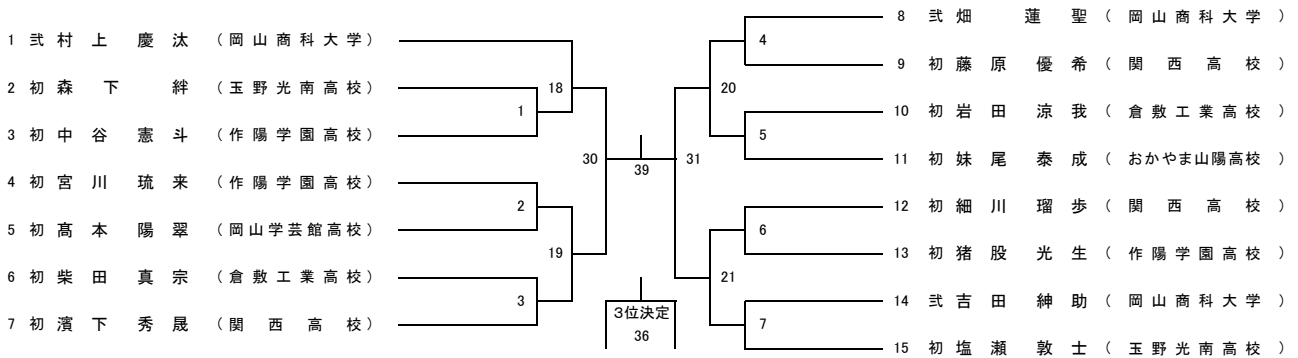 1 弐 村上 慶汰 （岡山商科大学）
2 初 森下 絆 （玉野光南高校）
3 初 中谷 憲斗 （作陽学園高校）
4 初 宮川 琉来 （作陽学園高校）
5 初 髙本 陽翠 （岡山学芸館高校）
6 初 柴田 真宗 （倉敷工業高校）
7 初 濱下 秀晟 （関西高校）
18
1
30
2
19
3
39
3位決定
36
31
20
4
5
21
6
7
8 弐 畑 蓮聖 （岡山商科大学）
9 初 藤原 優希 （関西高校）
10 初 岩田 涼我 （倉敷工業高校）
11 初 妹尾 泰成 （おかやま山陽高校）
12 初 細川 瑠歩 （関西高校）
13 初 猪股 光生 （作陽学園高校）
14 弐 吉田 紳助 （岡山商科大学）
15 初 塩瀬 敦士 （玉野光南高校）